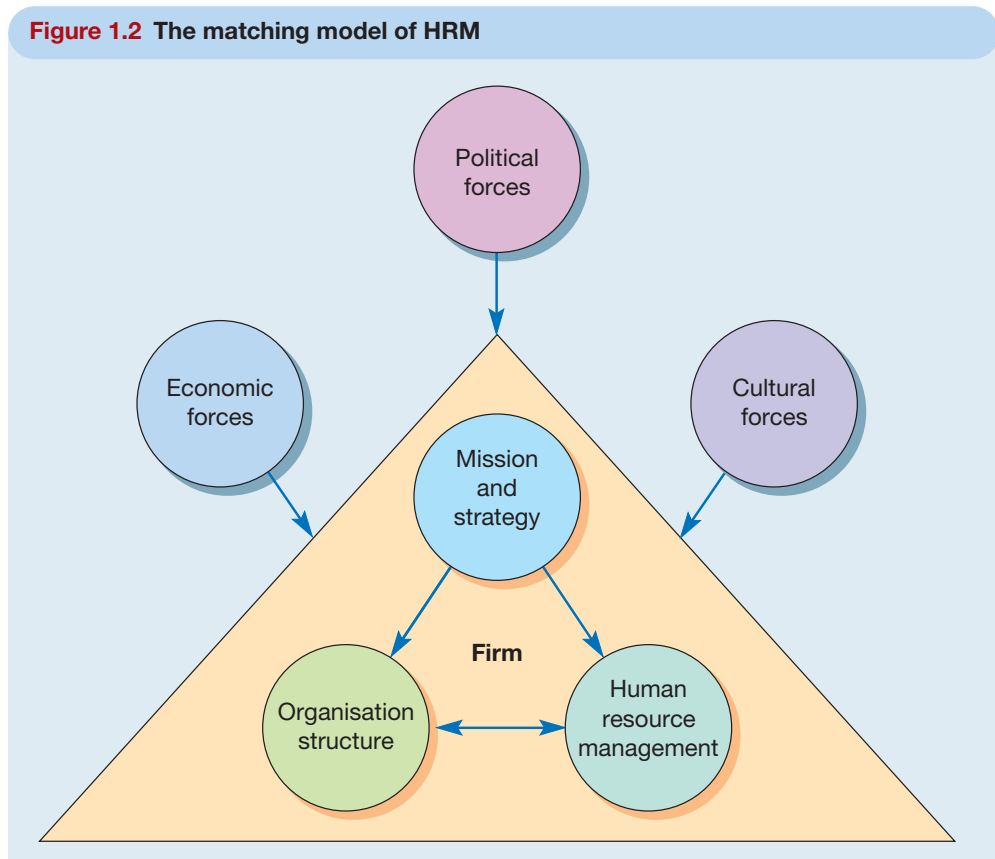 Figure 1.2 The matching model of HRM
Political
forces
Economic
forces
Cultural
forces
Mission
and
strategy
Firm
Organisation
structure
Human
resource
management